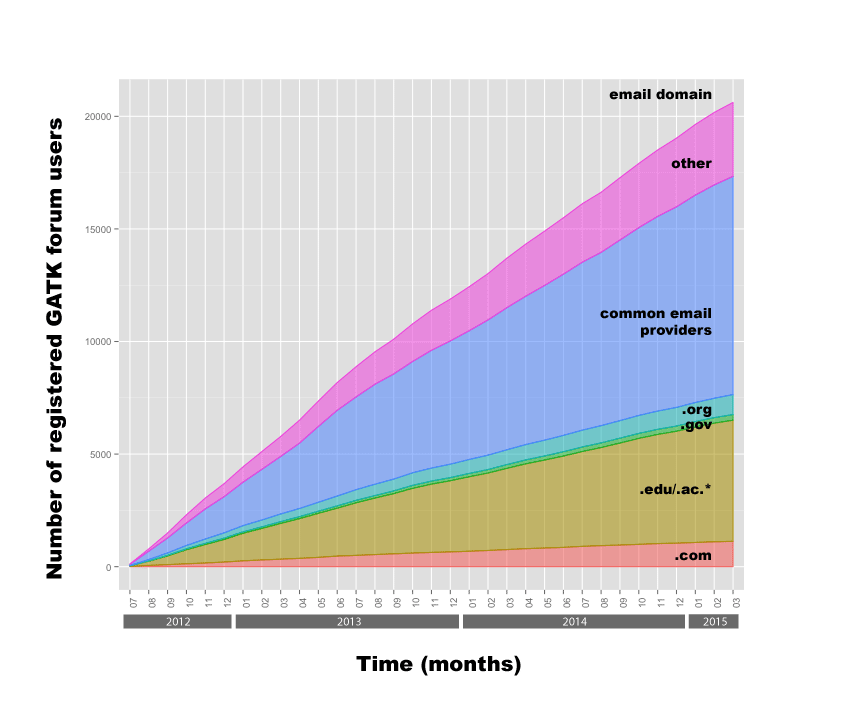 email domain
20000
other
15000
common email
providers
10000
.org
.gov
5000
.edu/.ac.*
.com
0
Number of registered GATK forum users
07 08 09 10 11 12 01 02 03 04 05 06 07 08 09 10 11 12 01 02 03 04 05 06 07 08 09 10 11 12 01 02 03
2012 2013 2014 2015
Time (months)